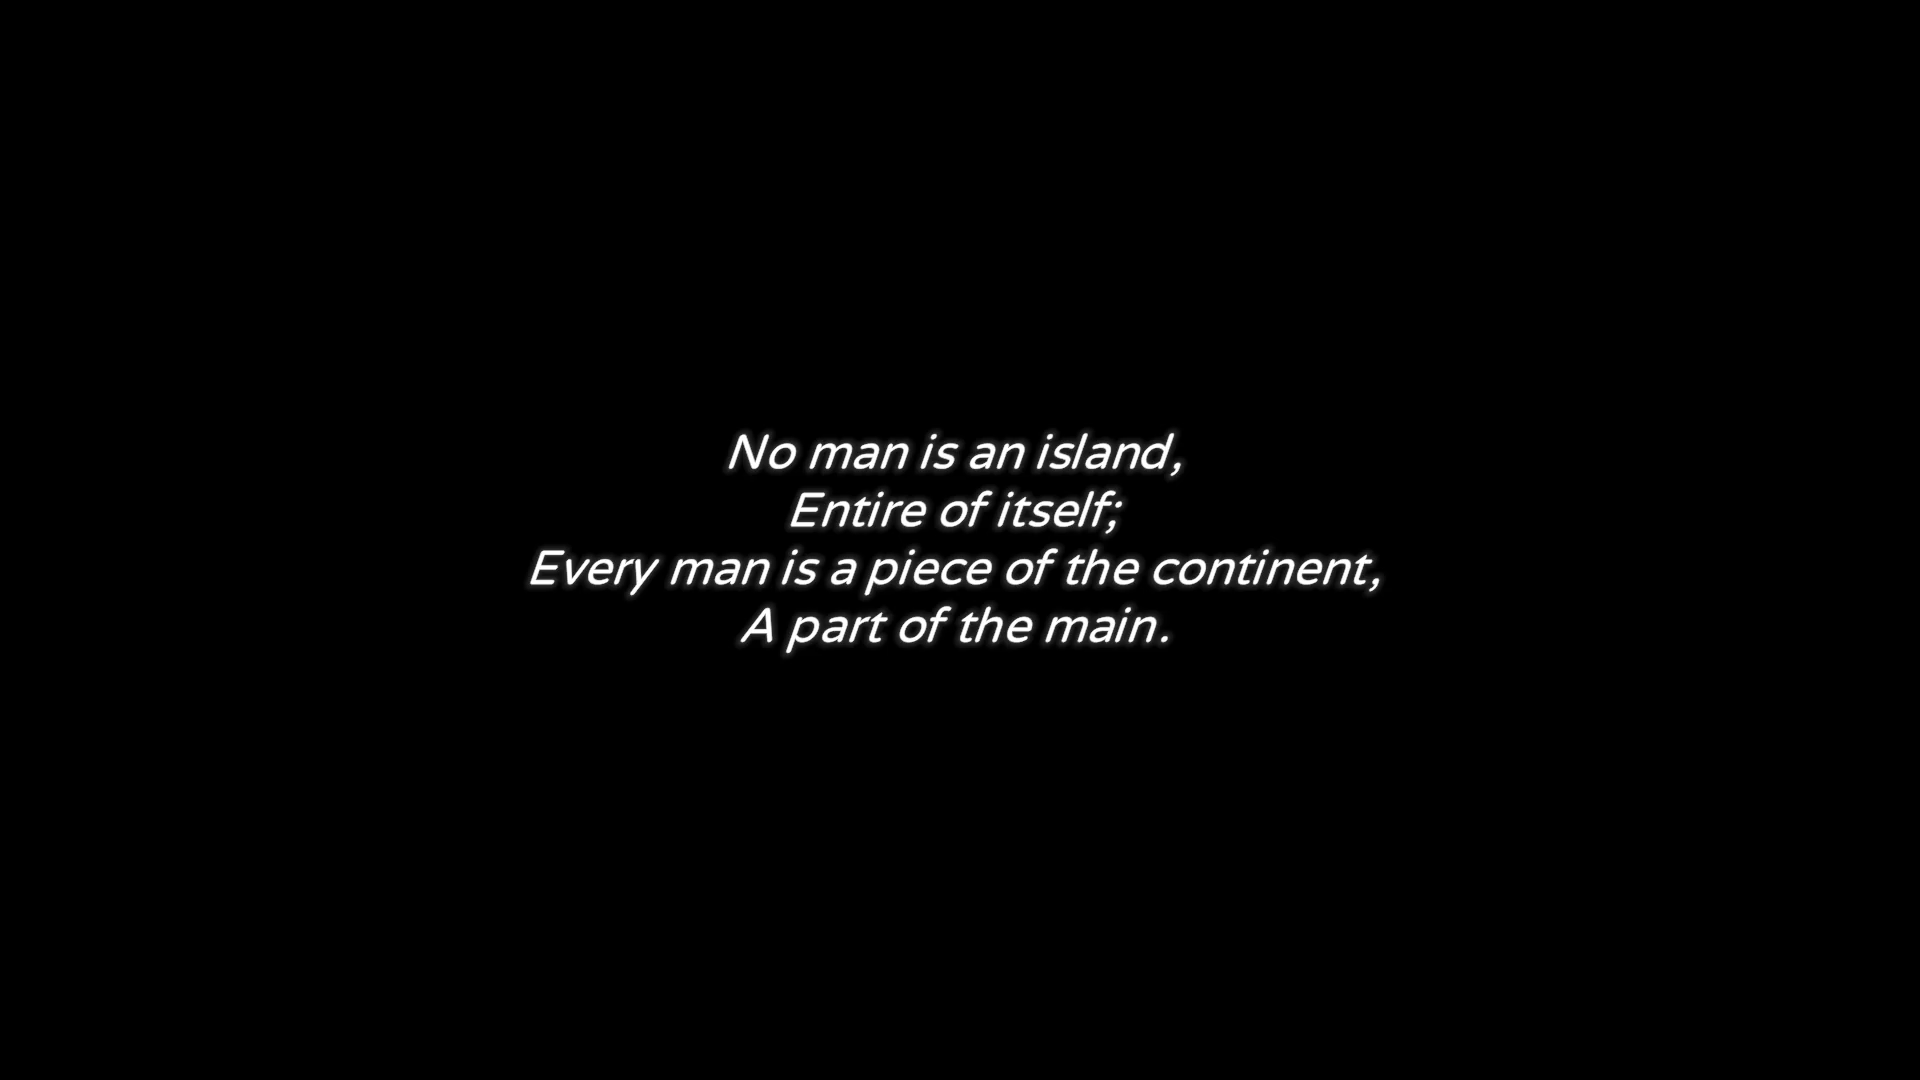 No man is an island,
Entire of itself;
Every man is a piece of the continent,
A part of the main.